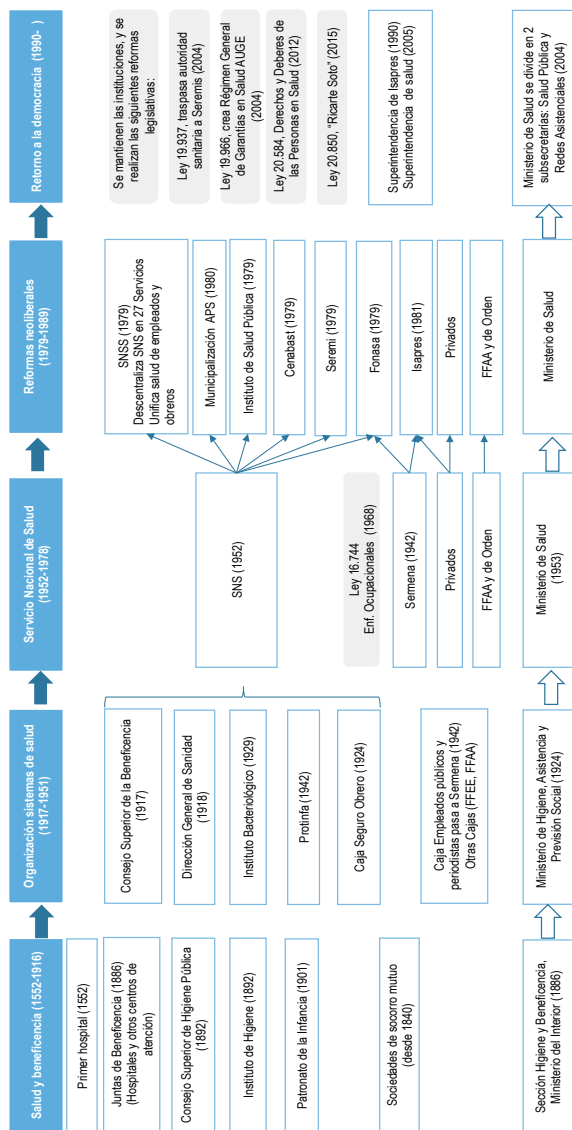 Salud y beneficencia (1552-1916)
Primer hospital (1552)
Juntas de Beneficencia (1886)
(Hospitales y otros centros de
atención)
Consejo Superior de Higiene Pública
(1892)
Instituto de Higiene (1892)
Patronato de la Infancia (1901)
Sociedades de socorro mutuo
(desde 1840)
Sección Higiene y Beneficencia,
Ministerio del Interior (1886)
Organización sistemas de salud
(1917-1951)
Consejo Superior de la Beneficencia
(1917)
Dirección General de Sanidad
(1918)
Instituto Bacteriológico (1929)
Protinfa (1942)
Caja Seguro Obrero (1924)
Caja Empleados públicos y
periodistas pasa a Sermena (1942)
Otras Cajas (FFEE, FFAA)
Ministerio de Higiene, Asistencia y
Previsión Social (1924)
Servicio Nacional de Salud
(1952-1978)
SNS (1952)
Ley 16.744
Enf. Ocupacionales (1968)
Sermena (1942)
Privados
FFAA y de Orden
Ministerio de Salud
(1953)
Reformas neoliberales
(1979-1989)
SNSS (1979)
Descentraliza SNS en 27 Servicios
Unifica salud de empleados y
obreros
Municipalización APS (1980)
Instituto de Salud Pública (1979)
Cenabast (1979)
Seremi (1979)
Fonasa (1979)
Isapres (1981)
Privados
FFAA y de Orden
Ministerio de Salud
Retorno a la democracia (1990- )
Se mantienen las instituciones, y se
realizan las siguientes reformas
legislativas:
Ley 19.937, traspasa autoridad
sanitaria a Seremis (2004)
Ley 19.966, crea Régimen General
de Garantías en Salud AUGE
(2004)
Ley 20.584, Derechos y Deberes de
las Personas en Salud (2012)
Ley 20.850, “Ricarte Soto” (2015)
Superintendencia de Isapres (1990)
Superintendencia de salud (2005)
Ministerio de Salud se divide en 2
subsecretarías: Salud Pública y
Redes Asistenciales (2004)